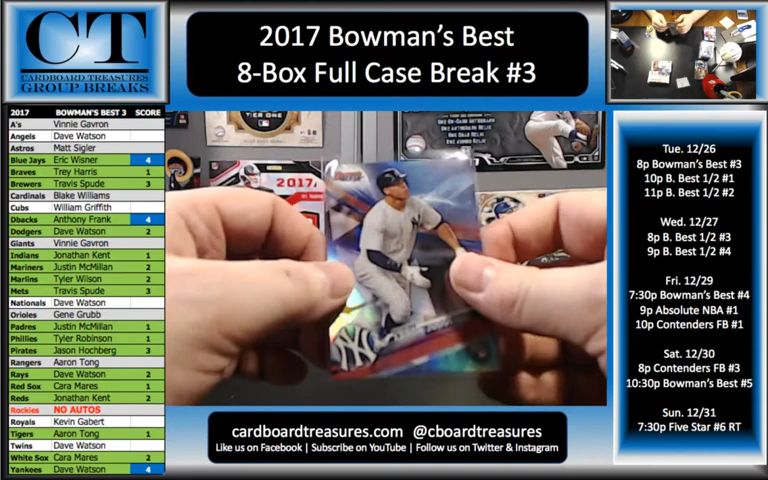 CT
CARDBOARD TREASURES
GROUP BREAKS
2017 Bowman's Best
8-Box Full Case Break #3
2017 BOWMAN'S BEST 3 SCORE
A's Vinnie Gavron
Angels Dave Watson
Astros Matt Sigler
Blue Jays Eric Wisner 4
Braves Trey Harris 1
Brewers Travis Spude 3
Cardinals Blake Williams
Cubs William Griffith
Dbacks Anthony Frank 4
Dodgers Dave Watson 2
Giants Vinnie Gavron
Indians Jonathan Kent 1
Mariners Justin McMillan 2
Marlins Tyler Wilson 2
Mets Travis Spude 3
Nationals Dave Watson
Orioles Gene Grubb
Padres Justin McMillan 1
Phillies Tyler Robinson 1
Pirates Jason Hochberg 3
Rangers Aaron Tong
Rays Dave Watson 2
Red Sox Cara Mares 1
Reds Jonathan Kent 2
Rockies NO AUTOS
Royals Kevin Gabert
Tigers Aaron Tong 1
Twins Dave Watson
White Sox Cara Mares 2
Yankees Dave Watson 4
TIER ONE
2017
ONE ON-CARD AUTOGRAPH
ONE AUTOGRAPH RELIC
cardboardtreasures.com @cboardtreasures
Like us on Facebook | Subscribe on YouTube | Follow us on Twitter & Instagram
Tue. 12/26
8p Bowman's Best #3
10p B. Best 1/2 #1
11p B. Best 1/2 #2
Wed. 12/27
8p B. Best 1/2 #3
9p B. Best 1/2 #4
Fri. 12/29
7:30p Bowman's Best #4
9p Absolute NBA #1
10p Contenders FB #1
Sat. 12/30
8p Contenders FB #3
10:30p Bowman's Best #5
Sun. 12/31
7:30p Five Star #6 RT